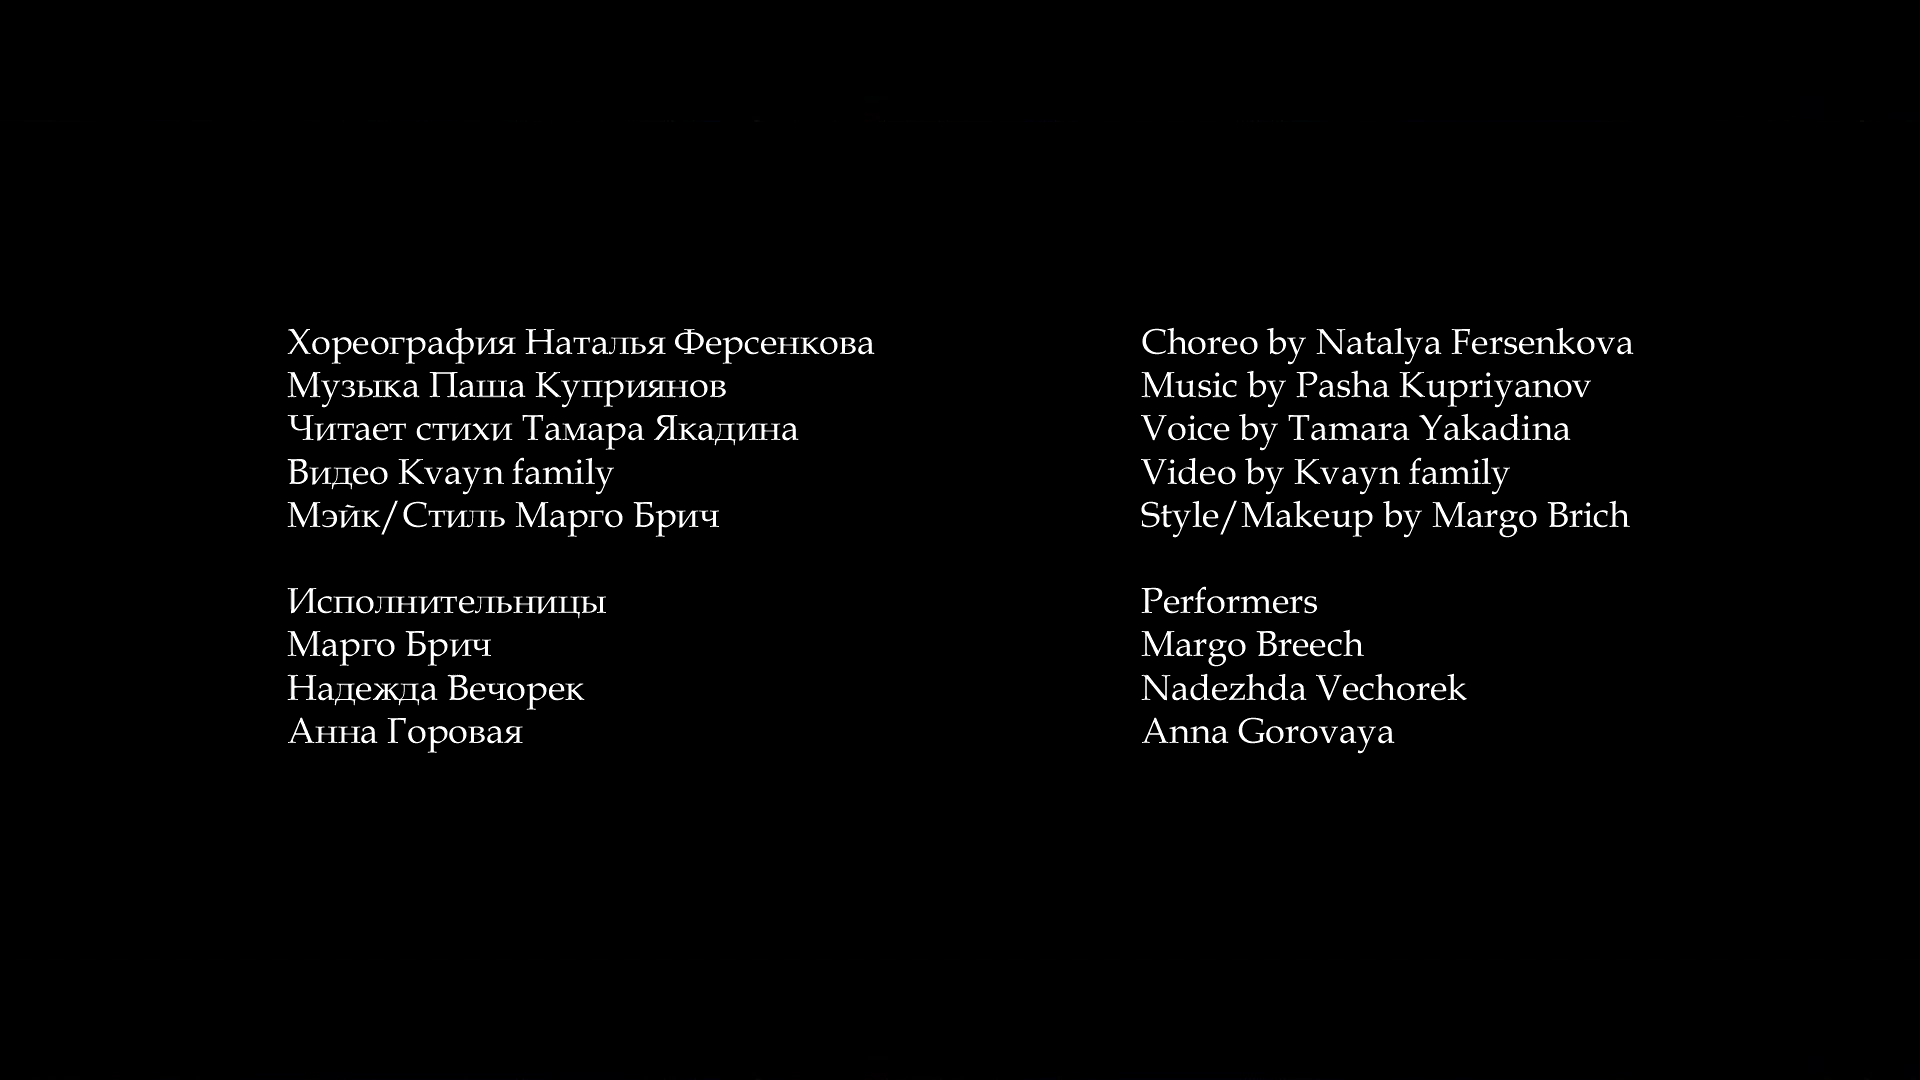 Хореография Наталья Ферсенкова
Музыка Паша Куприянов
Читает стихи Тамара Якадина
Видео Kvayn family
Мэйк/Стиль Марго Брич
Исполнительницы
Марго Брич
Надежда Вечорек
Анна Горовая
Choreo by Natalya Fersenkova
Music by Pasha Kupriyanov
Voice by Tamara Yakadina
Video by Kvayn family
Style/Makeup by Margo Brich
Performers
Margo Breech
Nadezhda Vechorek
Anna Gorovaya